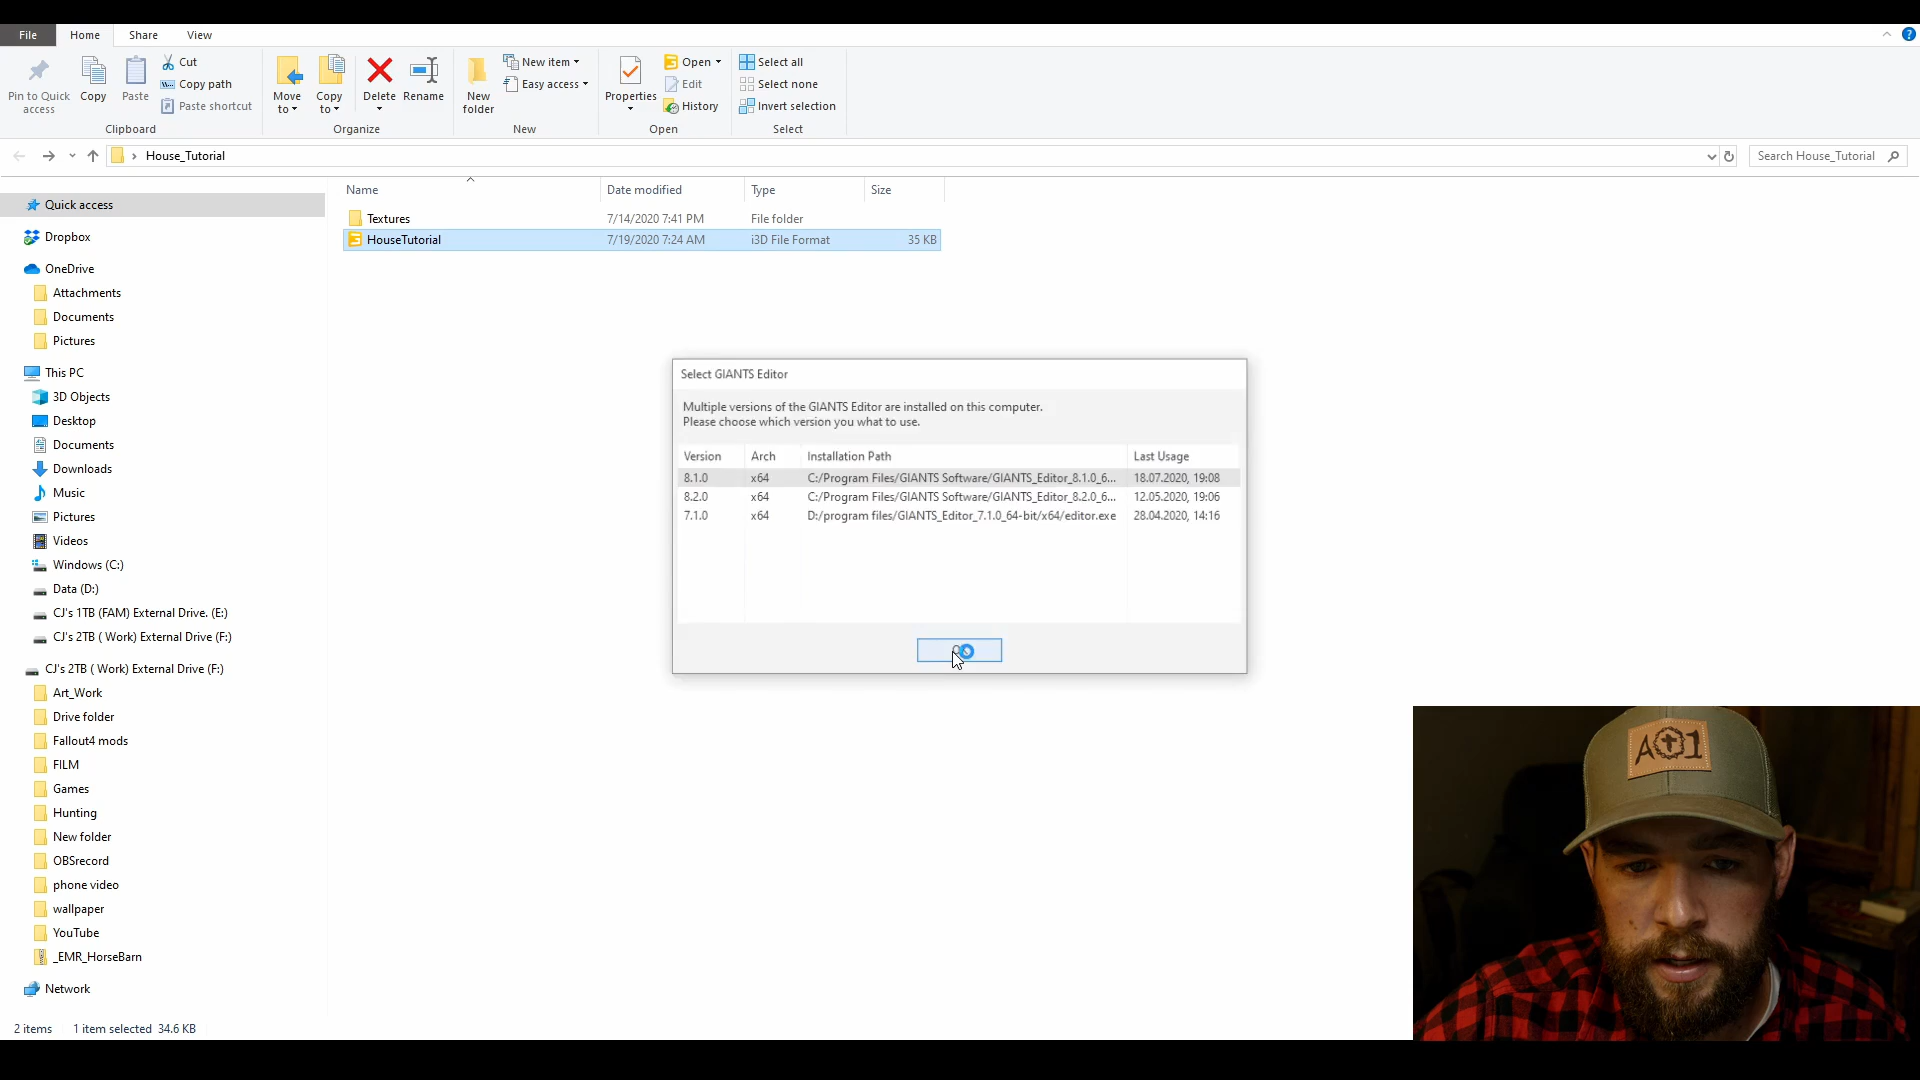 File Home Share View
Pin to Quick access
Copy
Paste
Cut
Copy path
Paste shortcut
Clipboard
Move to
Copy to
Delete
Rename
Organize
New folder
New item
Easy access
New
Properties
Open
Edit
History
Open
Select all
Select none
Invert selection
Select
House_Tutorial
Search House_Tutorial
Name Date modified Type Size
Textures 7/14/2020 7:41 PM File folder
HouseTutorial 7/19/2020 7:24 AM i3D File Format 35 KB
Quick access
Dropbox
OneDrive
Attachments
Documents
Pictures
This PC
3D Objects
Desktop
Documents
Downloads
Music
Pictures
Videos
Windows (C:)
Data (D:)
CJ's 1TB (FAM) External Drive. (E:)
CJ's 2TB ( Work) External Drive (F:)
CJ's 2TB ( Work) External Drive (F:)
Art_Work
Drive folder
Fallout4 mods
FILM
Games
Hunting
New folder
OBSrecord
phone video
wallpaper
YouTube
_EMR_HorseBarn
Network
2 items 1 item selected 34.6 KB
Select GIANTS Editor
Multiple versions of the GIANTS Editor are installed on this computer.
Please choose which version you what to use.
Version Arch Installation Path Last Usage
8.1.0 x64 C:/Program Files/GIANTS Software/GIANTS_Editor_8.1.0_6... 18.07.2020, 19:08
8.2.0 x64 C:/Program Files/GIANTS Software/GIANTS_Editor_8.2.0_6... 12.05.2020, 19:06
7.1.0 x64 D:/program files/GIANTS_Editor_7.1.0_64-bit/x64/editor.exe 28.04.2020, 14:16
A 1